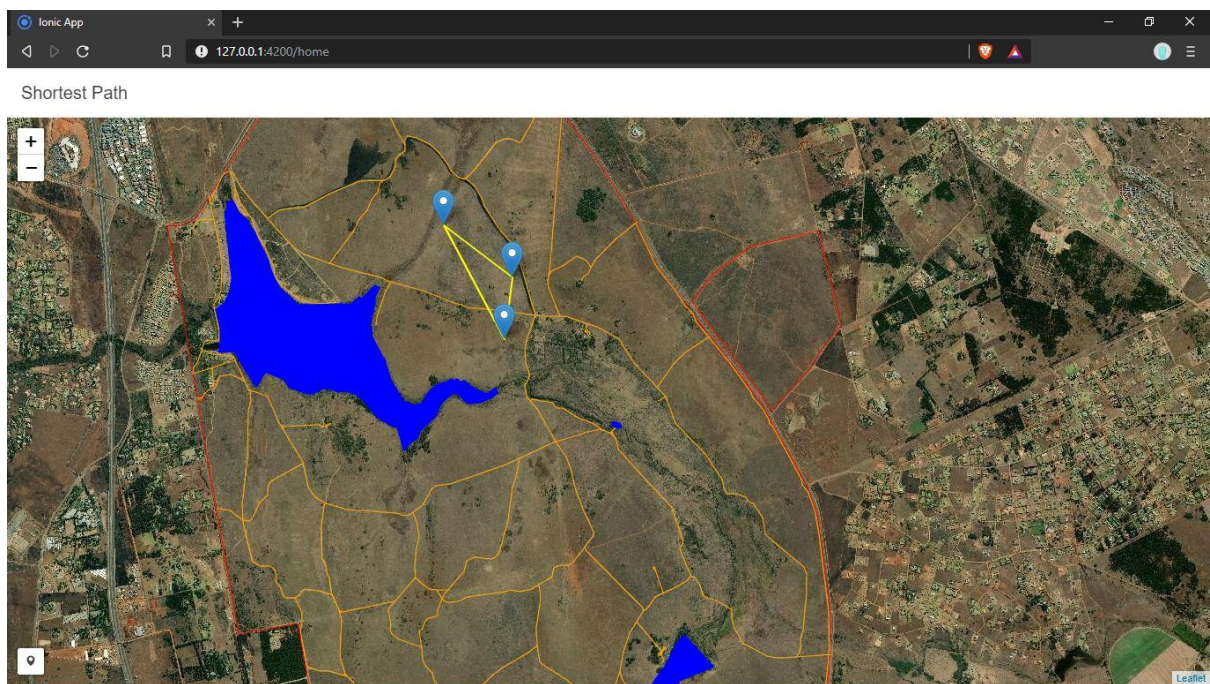 Ionic App
127.0.0.1:4200/home
Shortest Path
+
−
Leaflet